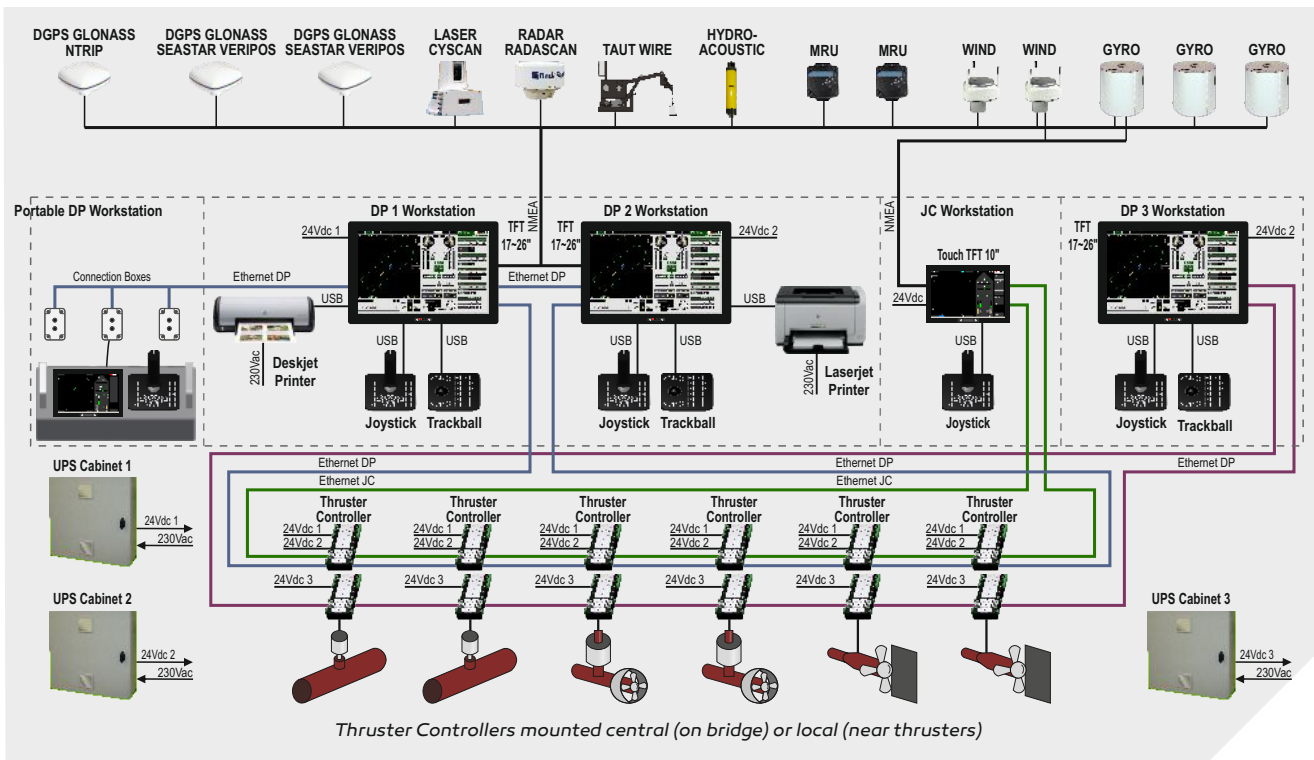 DGPS GLONASS
NTRIP
DGPS GLONASS
SEASTAR VERIPOS
DGPS GLONASS
SEASTAR VERIPOS
LASER
CYSCAN
RADAR
RADASCAN
TAUT WIRE
HYDRO-
ACOUSTIC
MRU
MRU
WIND
WIND
GYRO
GYRO
GYRO
Portable DP Workstation
DP 1 Workstation
DP 2 Workstation
JC Workstation
DP 3 Workstation
NMEA
NMEA
24Vdc 1
TFT
17~26"
TFT
17~26"
24Vdc 2
TFT
17~26"
24Vdc 2
Touch TFT 10"
Connection Boxes
Ethernet DP
Ethernet DP
USB
USB
24Vdc
USB
USB
USB
USB
USB
USB
USB
230Vac
Deskjet
Printer
230Vac
Laserjet
Printer
Joystick
Trackball
Joystick
Trackball
Joystick
Joystick
Trackball
UPS Cabinet 1
24Vdc 1
230Vac
Ethernet DP
Ethernet DP
Ethernet DP
Ethernet JC
Ethernet JC
Thruster
Controller
Thruster
Controller
Thruster
Controller
Thruster
Controller
Thruster
Controller
Thruster
Controller
24Vdc 1
24Vdc 2
24Vdc 1
24Vdc 2
24Vdc 1
24Vdc 2
24Vdc 1
24Vdc 2
24Vdc 1
24Vdc 2
24Vdc 1
24Vdc 2
24Vdc 3
24Vdc 3
24Vdc 3
24Vdc 3
24Vdc 3
24Vdc 3
UPS Cabinet 2
24Vdc 2
230Vac
UPS Cabinet 3
24Vdc 3
230Vac
Thruster Controllers mounted central (on bridge) or local (near thrusters)